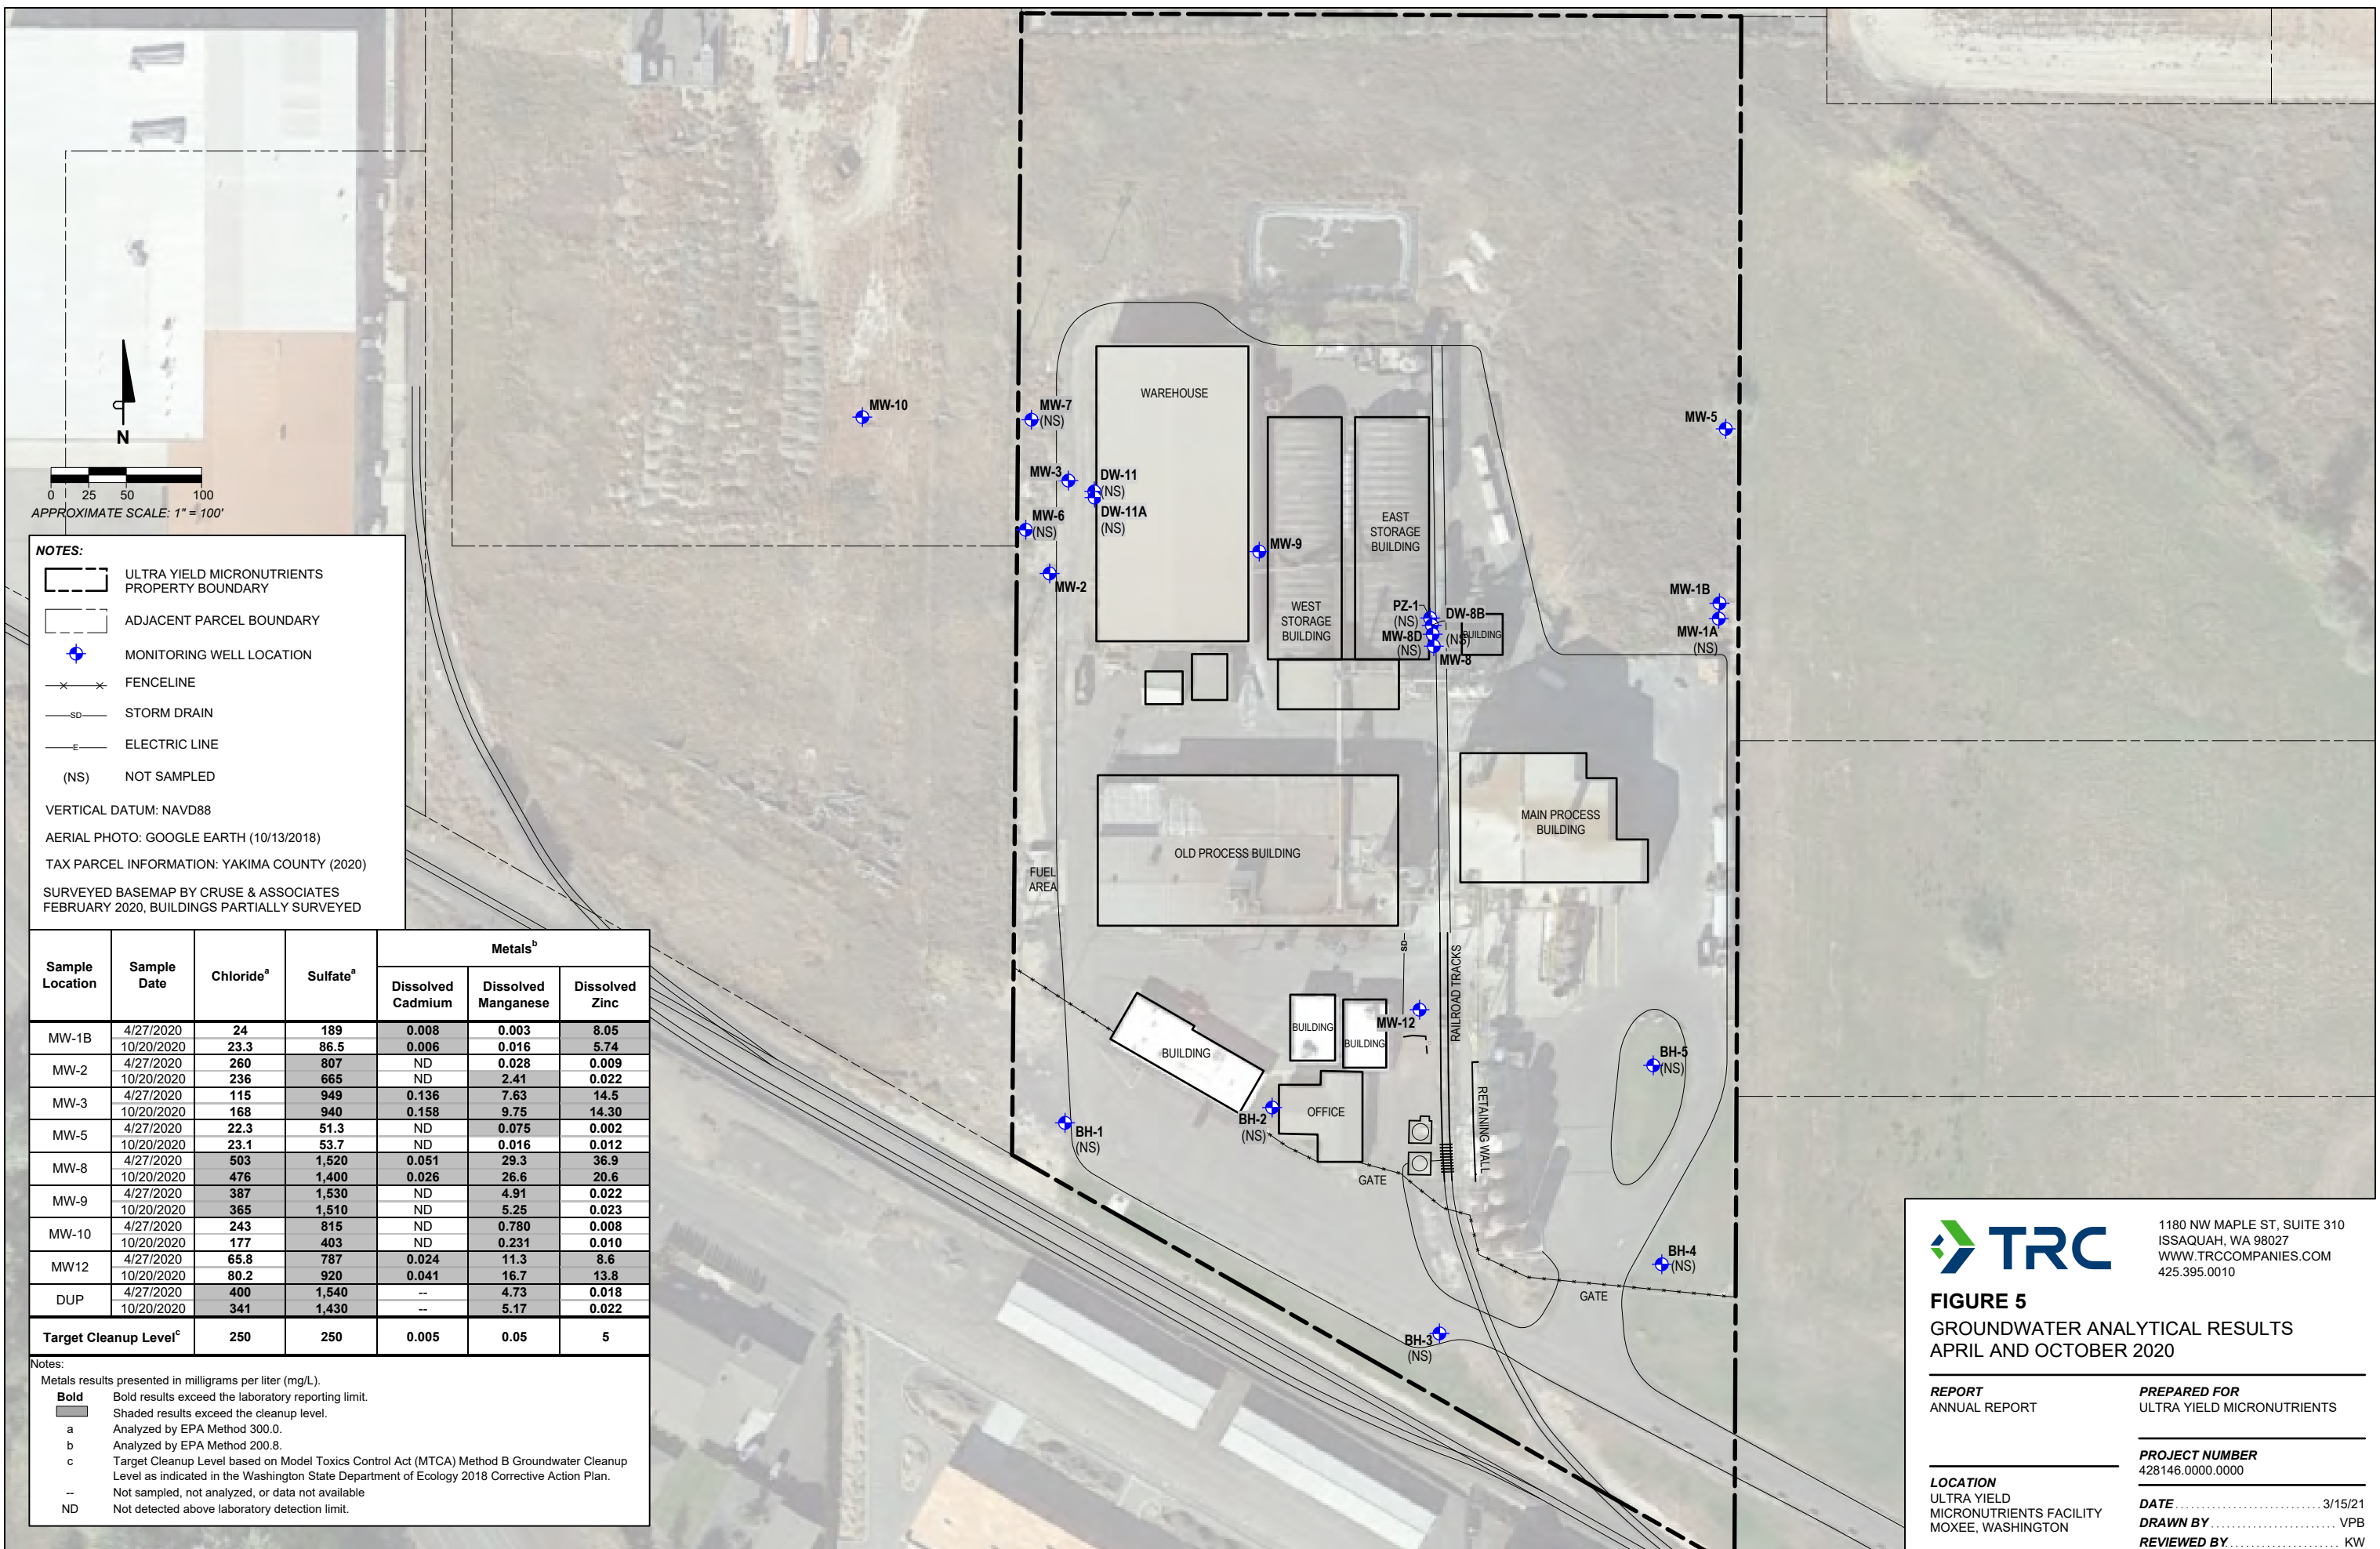 WAREHOUSE
MW-10
MW-7
(NS)
MW-5
MW-3
DW-11
(NS)
DW-11A
(NS)
MW-6
(NS)
MW-9
MW-2
EAST
STORAGE
BUILDING
WEST
STORAGE
BUILDING
PZ-1
(NS)
DW-8B
(NS)
MW-8D
(NS)
MW-8
BUILDING
MW-1B
MW-1A
(NS)
MAIN PROCESS
BUILDING
OLD PROCESS BUILDING
FUEL
AREA
SD
RAILROAD TRACKS
MW-12
BUILDING
BUILDING
BUILDING
BH-5
(NS)
RETAINING WALL
OFFICE
BH-2
(NS)
BH-1
(NS)
GATE
BH-4
(NS)
GATE
BH-3
(NS)
N
0 25 50 100
APPROXIMATE SCALE: 1" = 100'
NOTES:
ULTRA YIELD MICRONUTRIENTS
PROPERTY BOUNDARY
ADJACENT PARCEL BOUNDARY
MONITORING WELL LOCATION
FENCELINE
SD STORM DRAIN
E ELECTRIC LINE
(NS) NOT SAMPLED
VERTICAL DATUM: NAVD88
AERIAL PHOTO: GOOGLE EARTH (10/13/2018)
TAX PARCEL INFORMATION: YAKIMA COUNTY (2020)
SURVEYED BASEMAP BY CRUSE & ASSOCIATES
FEBRUARY 2020, BUILDINGS PARTIALLY SURVEYED
Sample Location Sample Date Chloride^a Sulfate^a Metals^b
Dissolved Cadmium Dissolved Manganese Dissolved Zinc
MW-1B 4/27/2020 24 189 0.008 0.003 8.05
10/20/2020 23.3 86.5 0.006 0.016 5.74
MW-2 4/27/2020 260 807 ND 0.028 0.009
10/20/2020 236 665 ND 2.41 0.022
MW-3 4/27/2020 115 949 0.136 7.63 14.5
10/20/2020 168 940 0.158 9.75 14.30
MW-5 4/27/2020 22.3 51.3 ND 0.075 0.002
10/20/2020 23.1 53.7 ND 0.016 0.012
MW-8 4/27/2020 503 1,520 0.051 29.3 36.9
10/20/2020 476 1,400 0.026 26.6 20.6
MW-9 4/27/2020 387 1,530 ND 4.91 0.022
10/20/2020 365 1,510 ND 5.25 0.023
MW-10 4/27/2020 243 815 ND 0.780 0.008
10/20/2020 177 403 ND 0.231 0.010
MW12 4/27/2020 65.8 787 0.024 11.3 8.6
10/20/2020 80.2 920 0.041 16.7 13.8
DUP 4/27/2020 400 1,540 -- 4.73 0.018
10/20/2020 341 1,430 -- 5.17 0.022
Target Cleanup Level^c 250 250 0.005 0.05 5
Notes:
Metals results presented in milligrams per liter (mg/L).
Bold Bold results exceed the laboratory reporting limit.
Shaded results exceed the cleanup level.
a Analyzed by EPA Method 300.0.
b Analyzed by EPA Method 200.8.
c Target Cleanup Level based on Model Toxics Control Act (MTCA) Method B Groundwater Cleanup
Level as indicated in the Washington State Department of Ecology 2018 Corrective Action Plan.
-- Not sampled, not analyzed, or data not available
ND Not detected above laboratory detection limit.
TRC
1180 NW MAPLE ST, SUITE 310
ISSAQUAH, WA 98027
WWW.TRCCOMPANIES.COM
425.395.0010
FIGURE 5
GROUNDWATER ANALYTICAL RESULTS
APRIL AND OCTOBER 2020
REPORT
ANNUAL REPORT
PREPARED FOR
ULTRA YIELD MICRONUTRIENTS
PROJECT NUMBER
428146.0000.0000
LOCATION
ULTRA YIELD
MICRONUTRIENTS FACILITY
MOXEE, WASHINGTON
DATE 3/15/21
DRAWN BY VPB
REVIEWED BY KW